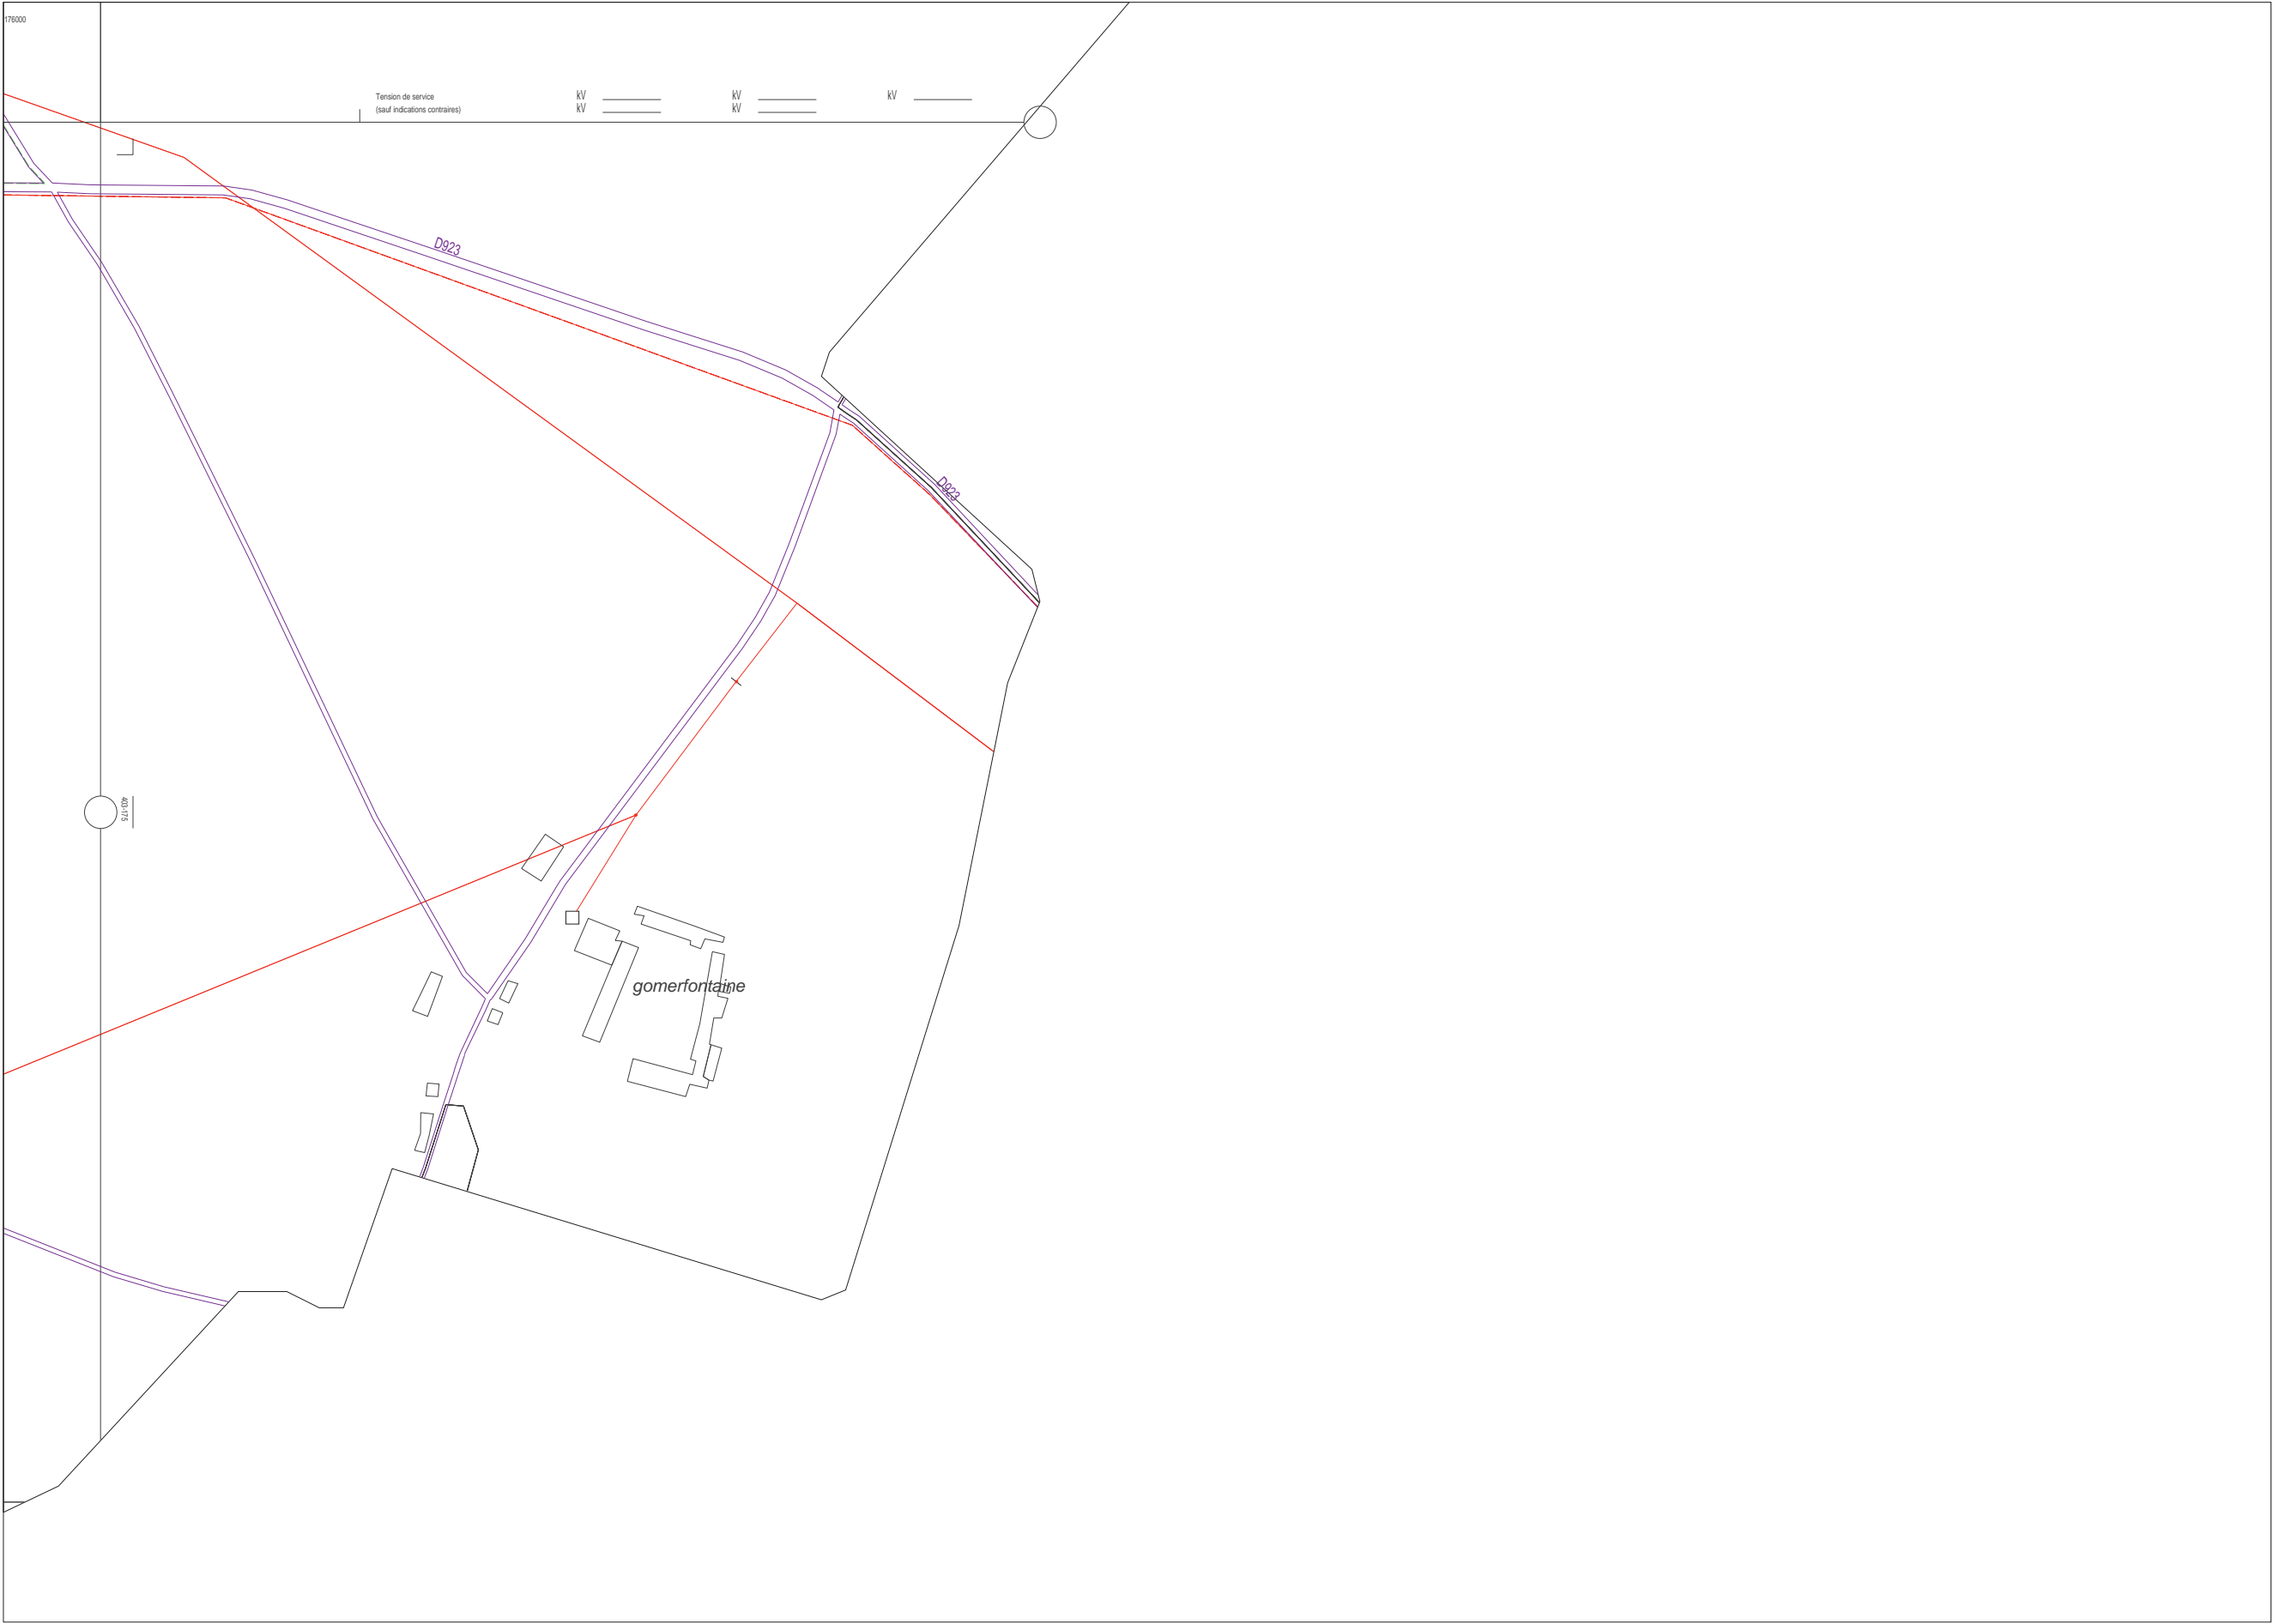 176000
Tension de service kV kV kV
(sauf indications contraires) kV kV
D923
D923
403-175
gomerfontaine